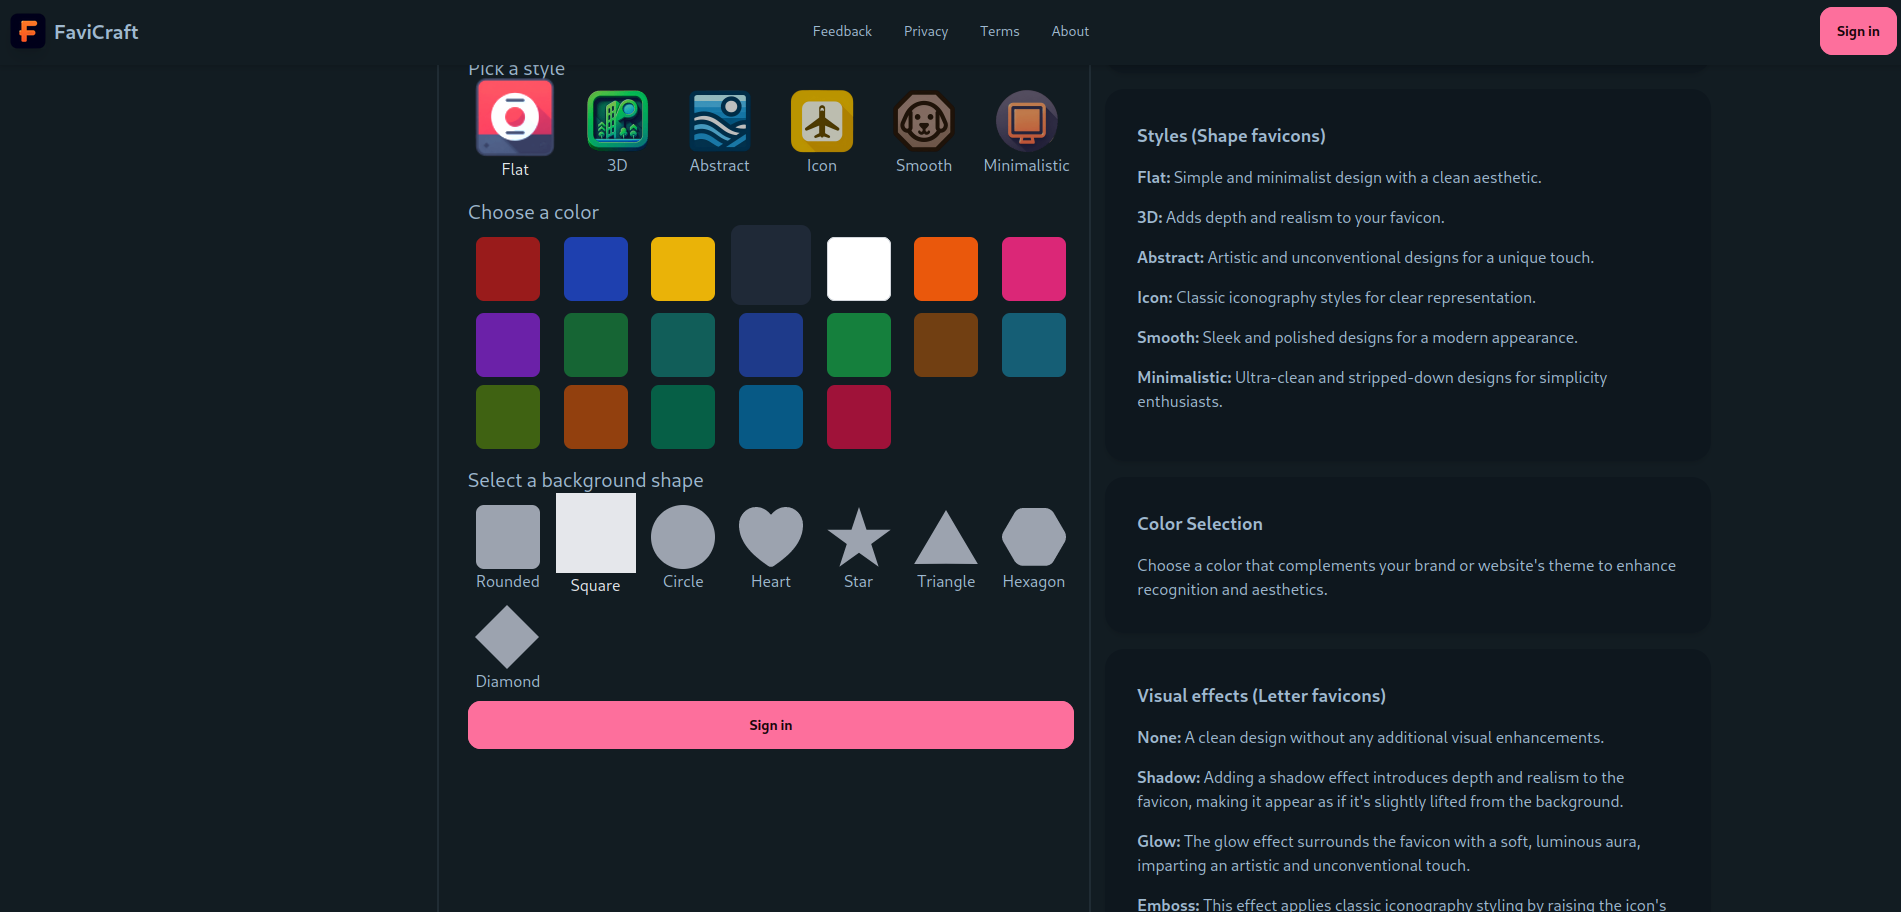 FaviCraft
Feedback Privacy Terms About
Sign in
Pick a style
Flat 3D Abstract Icon Smooth Minimalistic
Choose a color
Select a background shape
Rounded Square Circle Heart Star Triangle Hexagon
Diamond
Sign in
Styles (Shape favicons)
Flat: Simple and minimalist design with a clean aesthetic.
3D: Adds depth and realism to your favicon.
Abstract: Artistic and unconventional designs for a unique touch.
Icon: Classic iconography styles for clear representation.
Smooth: Sleek and polished designs for a modern appearance.
Minimalistic: Ultra-clean and stripped-down designs for simplicity
enthusiasts.
Color Selection
Choose a color that complements your brand or website's theme to enhance
recognition and aesthetics.
Visual effects (Letter favicons)
None: A clean design without any additional visual enhancements.
Shadow: Adding a shadow effect introduces depth and realism to the
favicon, making it appear as if it's slightly lifted from the background.
Glow: The glow effect surrounds the favicon with a soft, luminous aura,
imparting an artistic and unconventional touch.
Emboss: This effect applies classic iconography styling by raising the icon's